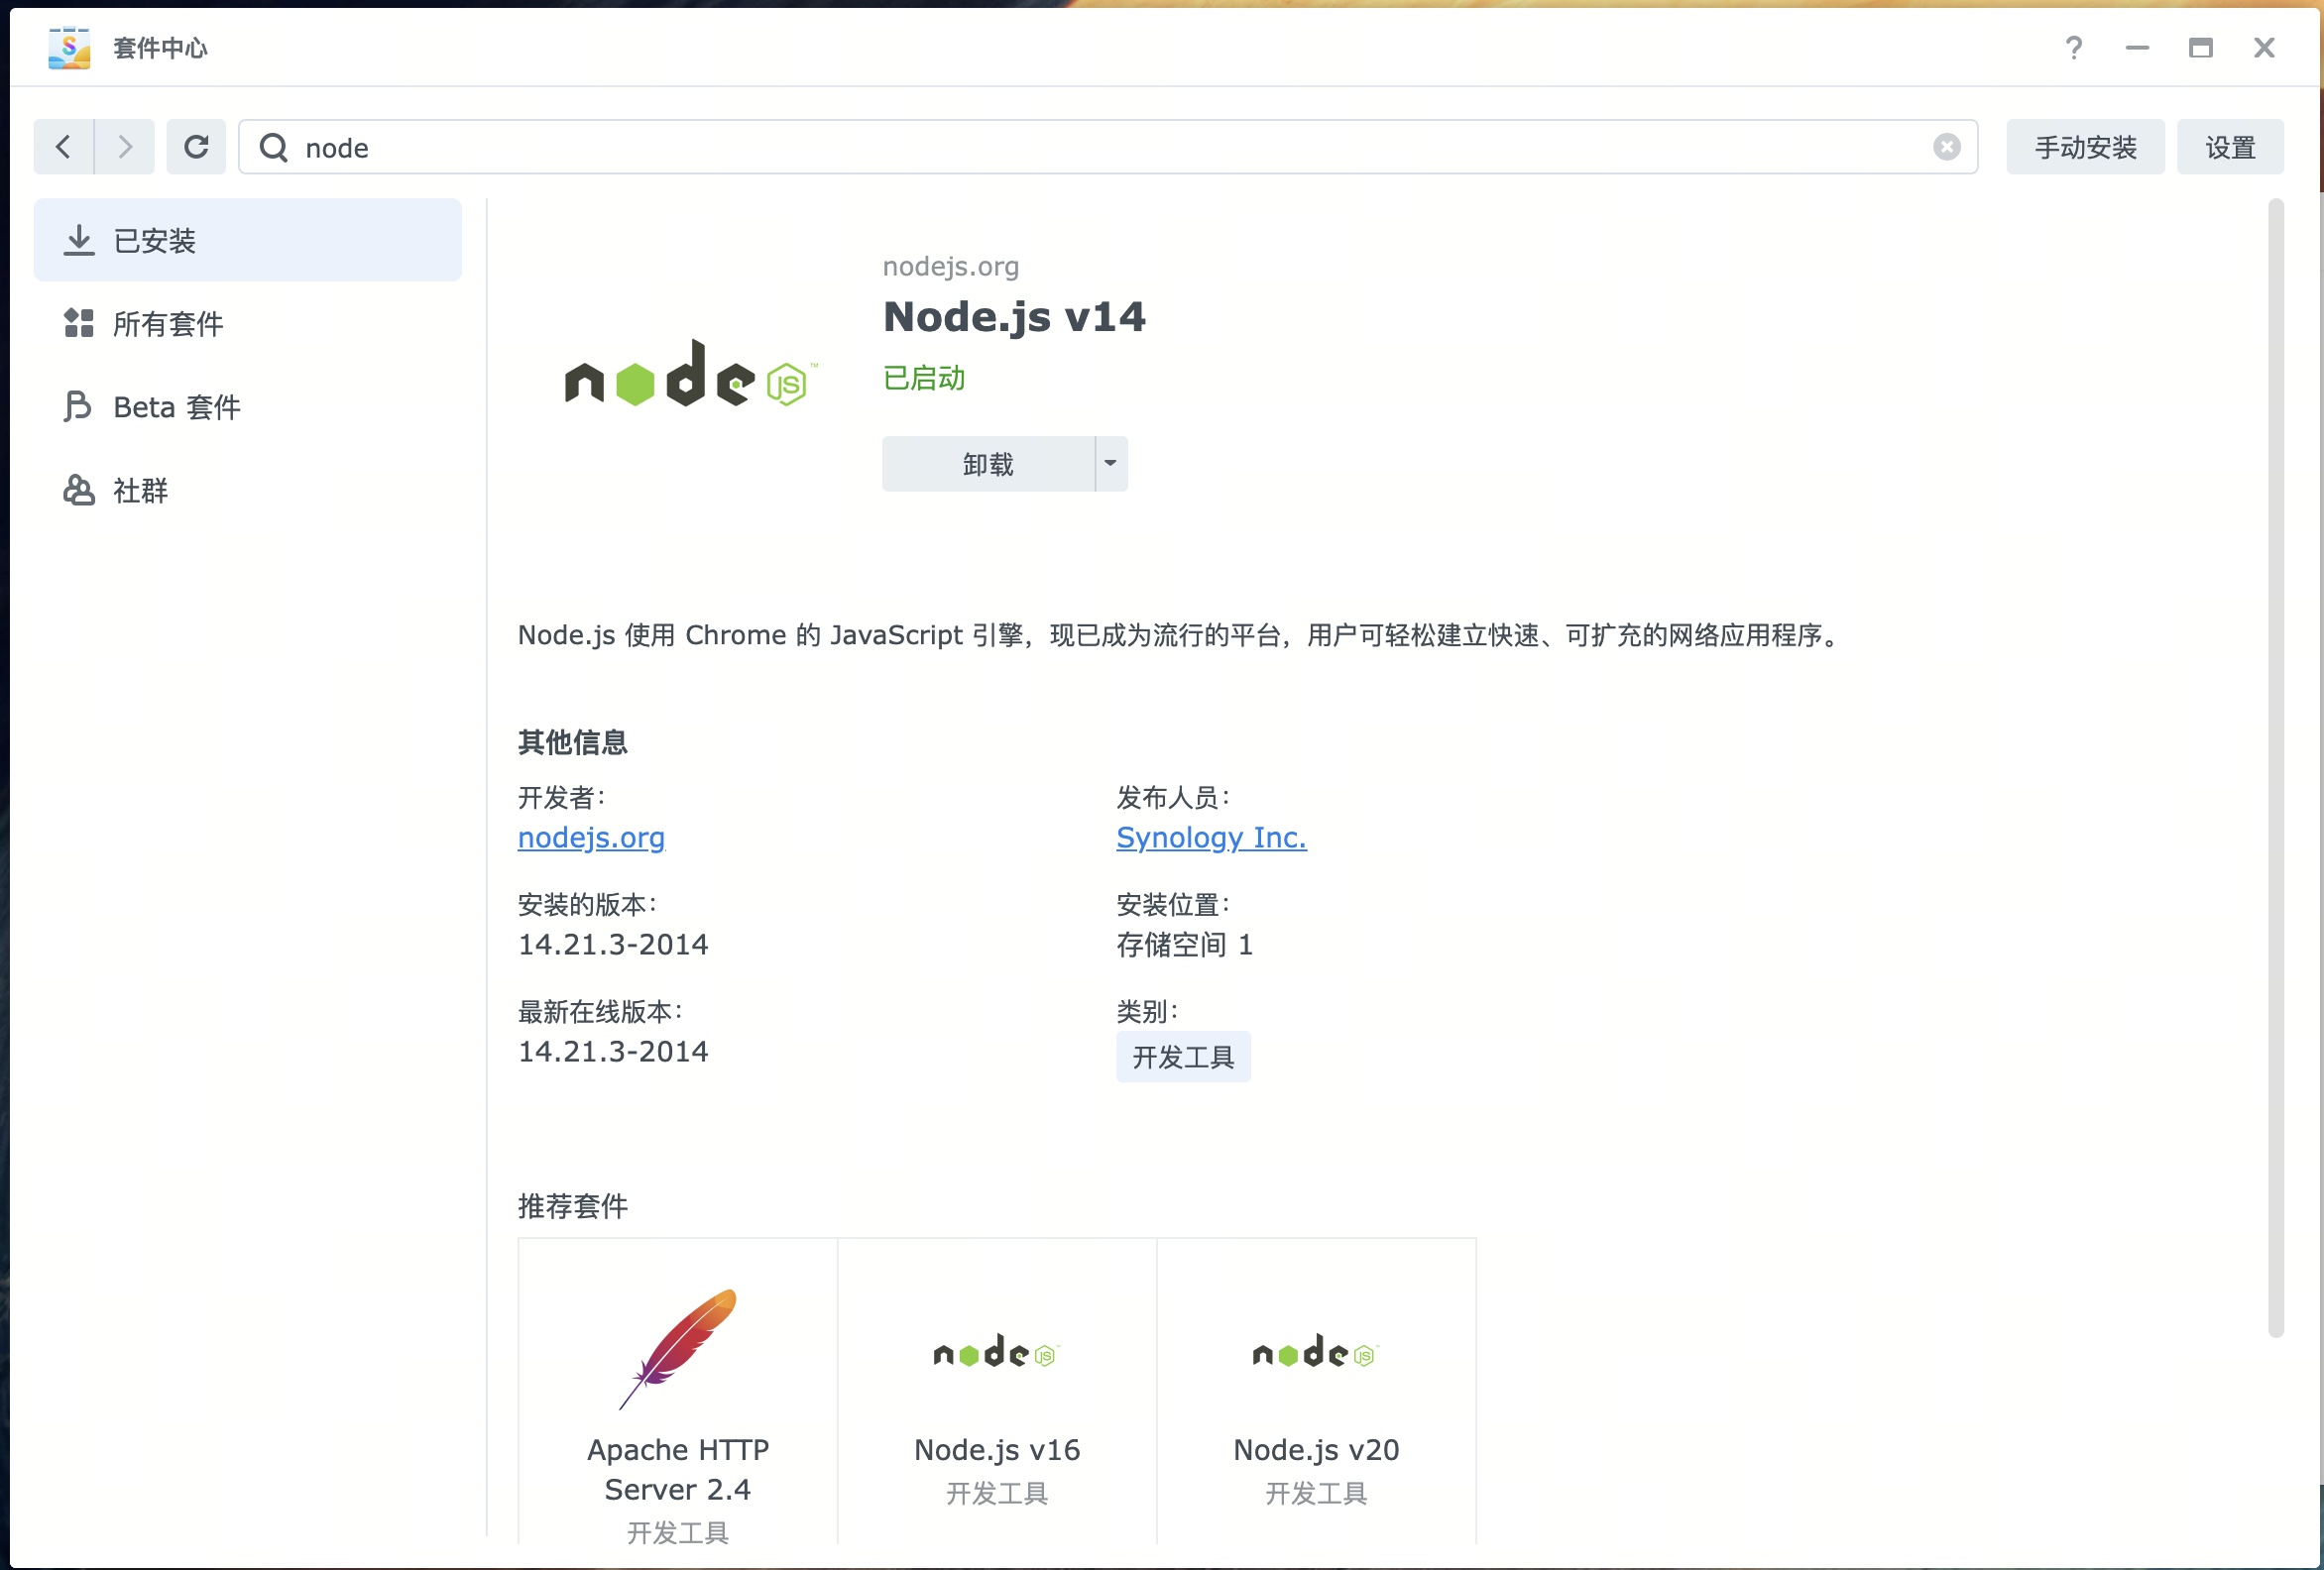 套件中心
node
手动安装
设置
已安装
所有套件
Beta 套件
社群
nodejs.org
Node.js v14
已启动
node JS ™
卸载
Node.js 使用 Chrome 的 JavaScript 引擎，现已成为流行的平台，用户可轻松建立快速、可扩充的网络应用程序。
其他信息
开发者：
nodejs.org
发布人员：
Synology Inc.
安装的版本：
14.21.3-2014
安装位置：
存储空间 1
最新在线版本：
14.21.3-2014
类别：
开发工具
推荐套件
Apache HTTP
Server 2.4
开发工具
node JS
Node.js v16
开发工具
node JS
Node.js v20
开发工具